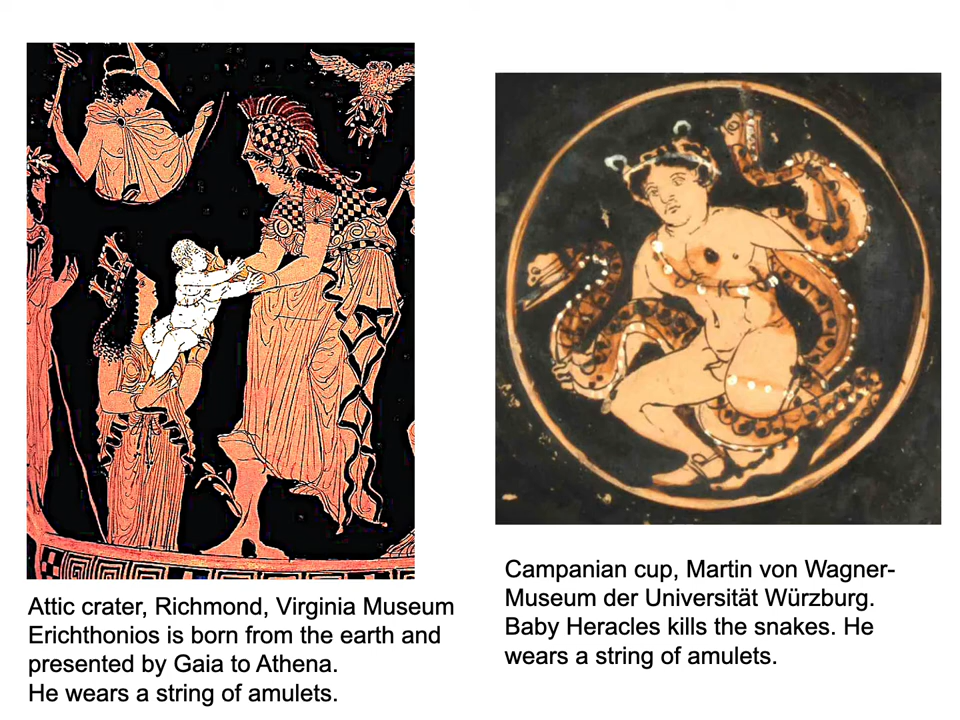 Attic crater, Richmond, Virginia Museum
Erichthonios is born from the earth and
presented by Gaia to Athena.
He wears a string of amulets.
Campanian cup, Martin von Wagner-
Museum der Universität Würzburg.
Baby Heracles kills the snakes. He
wears a string of amulets.